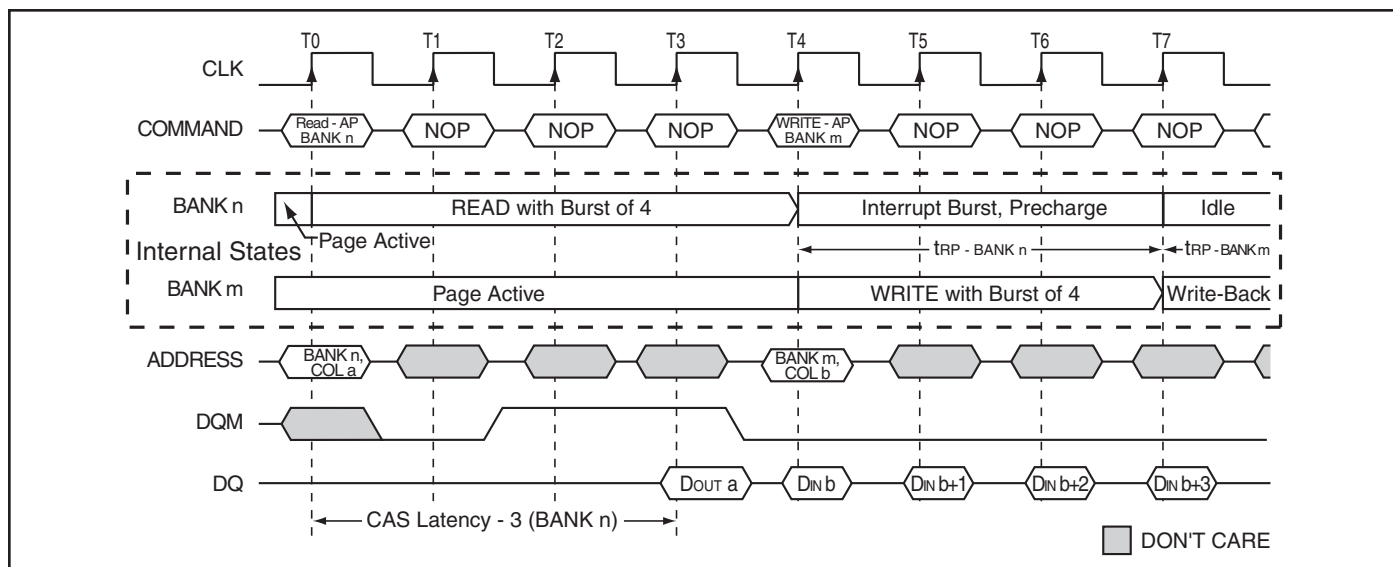 T0 T1 T2 T3 T4 T5 T6 T7
CLK
COMMAND Read - AP BANK n NOP NOP NOP WRITE - AP BANK m NOP NOP NOP
BANK n READ with Burst of 4 Interrupt Burst, Precharge Idle
Page Active tRP - BANK n tRP - BANK m
Internal States
BANK m Page Active WRITE with Burst of 4 Write-Back
ADDRESS BANK n, COL a BANK m, COL b
DQM
DQ DOUT a DIN b DIN b+1 DIN b+2 DIN b+3
CAS Latency - 3 (BANK n)
DON'T CARE